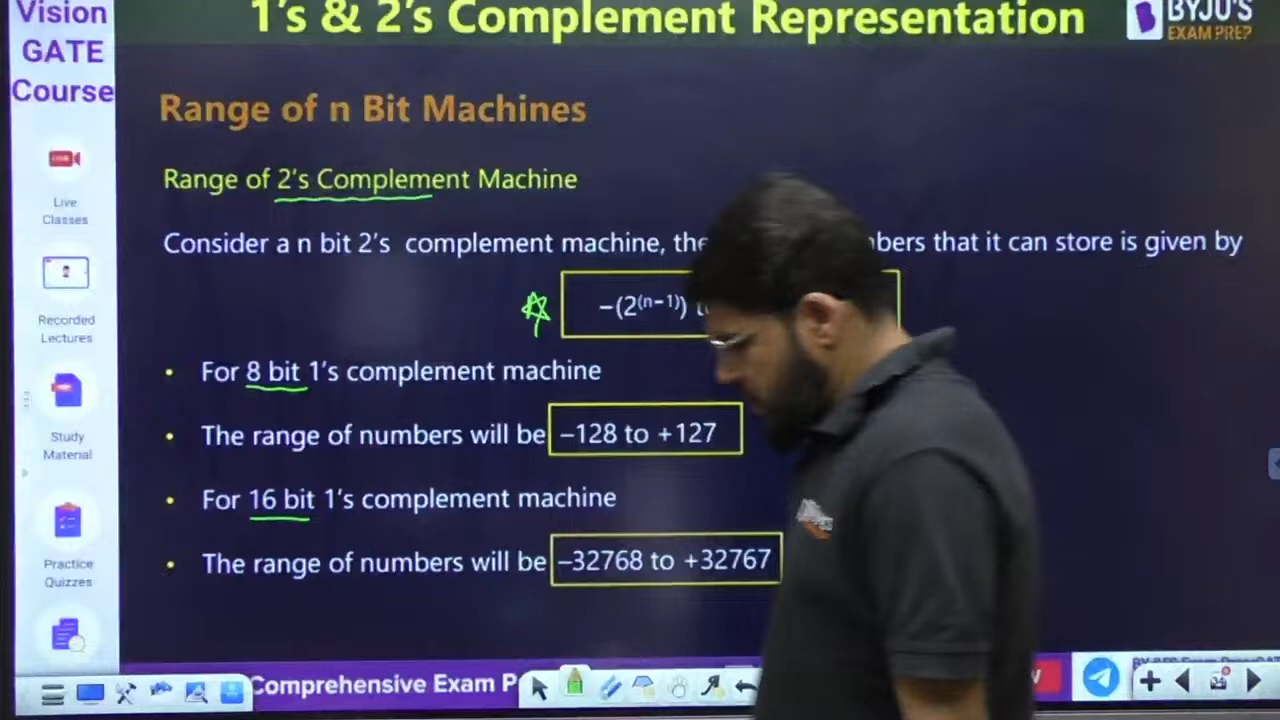 Vision
GATE
Course
1's & 2's Complement Representation
BYJU'S
EXAM PREP
Range of n Bit Machines
Range of 2's Complement Machine
Consider a n bit 2's complement machine, the bers that it can store is given by
−(2(n−1))
• For 8 bit 1's complement machine
• The range of numbers will be –128 to +127
• For 16 bit 1's complement machine
• The range of numbers will be –32768 to +32767
Live
Classes
Recorded
Lectures
Study
Material
Practice
Quizzes
Comprehensive Exam P